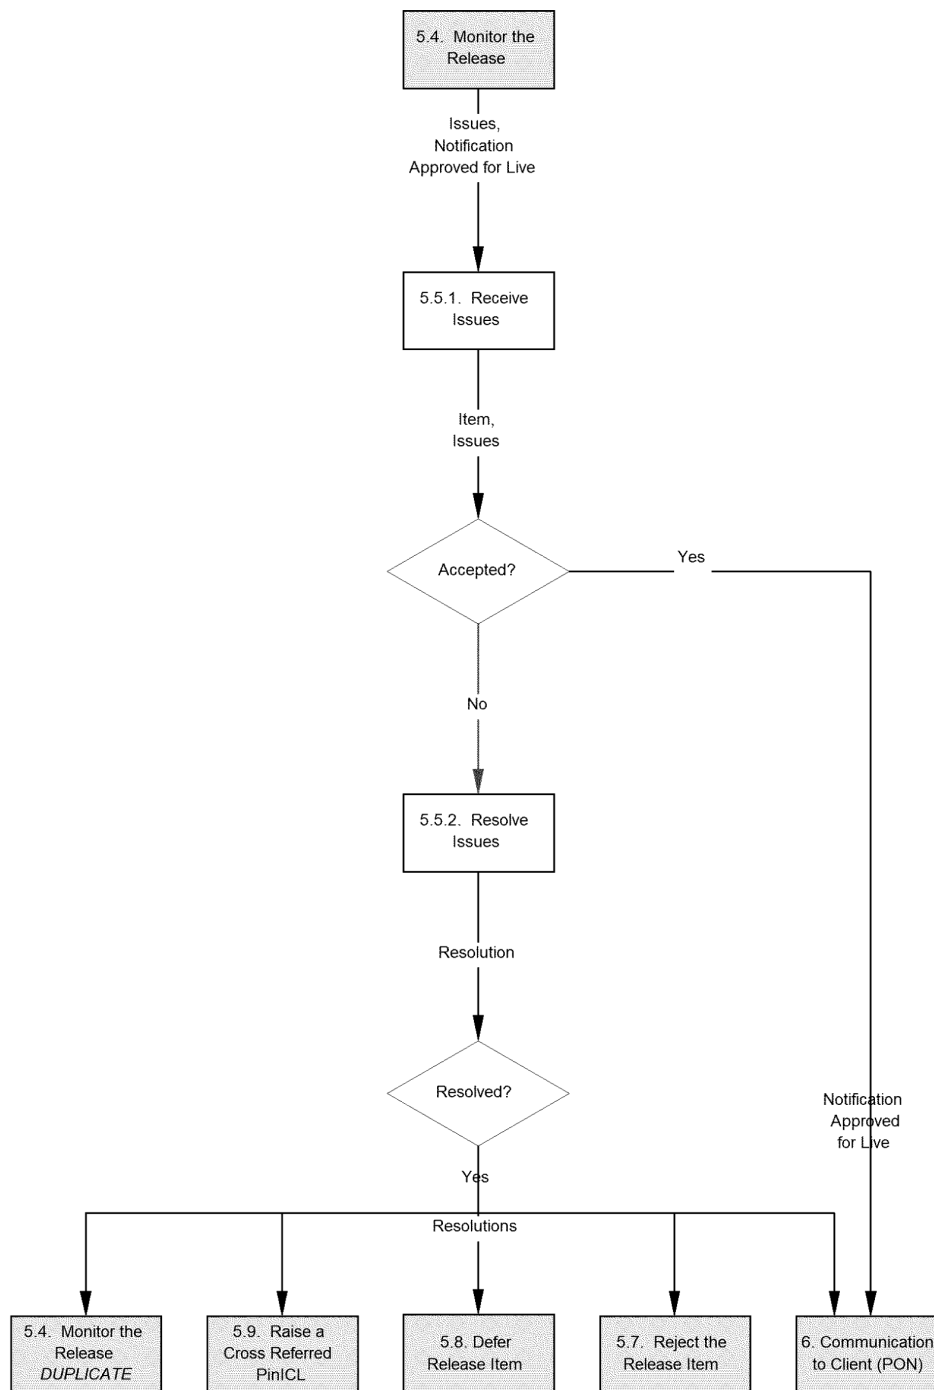 5.4. Monitor the
Release
Issues,
Notification
Approved for Live
5.5.1. Receive
Issues
Item,
Issues
Accepted?
Yes
No
5.5.2. Resolve
Issues
Resolution
Resolved?
Notification
Approved
for Live
Yes
Resolutions
5.4. Monitor the
Release
DUPLICATE
5.9. Raise a
Cross Referred
PinICL
5.8. Defer
Release Item
5.7. Reject the
Release Item
6. Communication
to Client (PON)